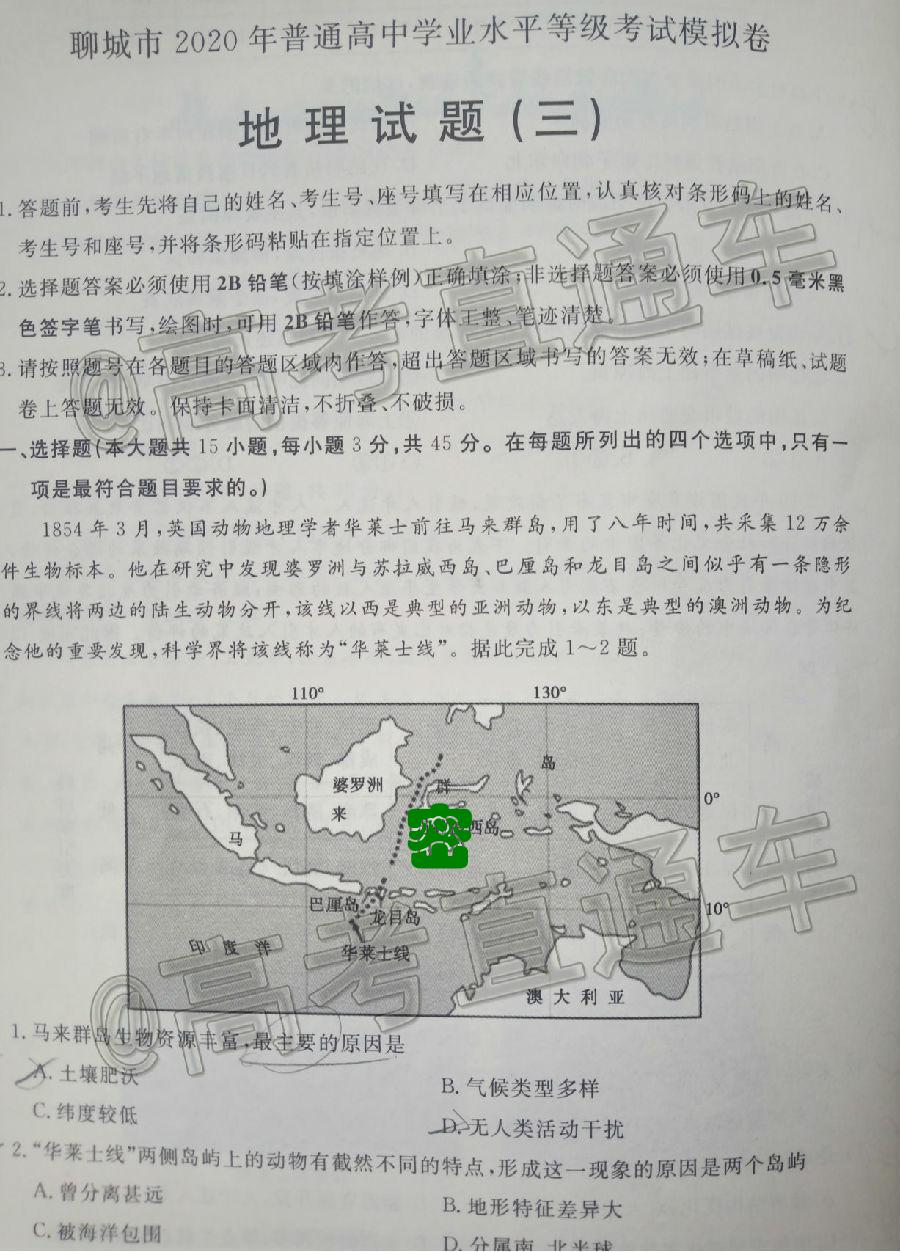 聊城市 2020 年普通高中学业水平等级考试模拟卷
地理试题(三)
1. 答题前,考生先将自己的姓名、考生号、座号填写在相应位置,认真核对条形码上的姓名、
考生号和座号,并将条形码粘贴在指定位置上。
2. 选择题答案必须使用 2B 铅笔(按填涂样例)正确填涂;非选择题答案必须使用 0.5 毫米黑
色签字笔书写,绘图时,可用 2B 铅笔作答,字体工整、笔迹清楚。
3. 请按照题号在各题目的答题区域内作答,超出答题区域书写的答案无效;在草稿纸、试题
卷上答题无效。保持卡面清洁,不折叠、不破损。
一、选择题(本大题共 15 小题,每小题 3 分,共 45 分。在每题所列出的四个选项中,只有一
项是最符合题目要求的。)
1854 年 3 月,英国动物地理学者华莱士前往马来群岛,用了八年时间,共采集 12 万余
件生物标本。他在研究中发现婆罗洲与苏拉威西岛、巴厘岛和龙目岛之间似乎有一条隐形
的界线将两边的陆生动物分开,该线以西是典型的亚洲动物,以东是典型的澳洲动物。为纪
念他的重要发现,科学界将该线称为“华莱士线”。据此完成 1～2 题。
110° 130°
岛
婆罗洲 群
来 0°
西岛
马
巴厘岛 10°
龙目岛
印度洋 华莱士线
澳大利亚
@高考直通车
@高考直通车
1. 马来群岛生物资源丰富,最主要的原因是
A. 土壤肥沃 B. 气候类型多样
C. 纬度较低 D. 无人类活动干扰
2. “华莱士线”两侧岛屿上的动物有截然不同的特点,形成这一现象的原因是两个岛屿
A. 曾分离甚远 B. 地形特征差异大
C. 被海洋包围 D. 分属南、北半球